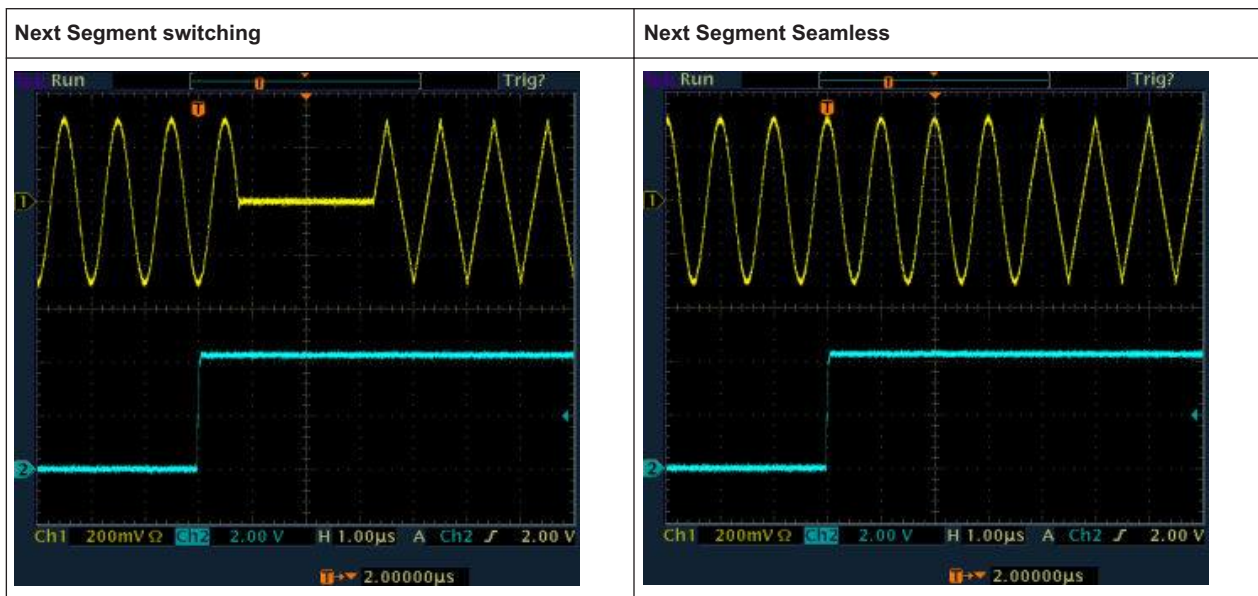 Next Segment switching
Run Trig?
T
T
1
2
Ch1 200mV Ω Ch2 2.00 V H 1.00µs A Ch2 2.00 V
T 2.00000µs
Next Segment Seamless
Run Trig?
T
T
1
2
Ch1 200mV Ω Ch2 2.00 V H 1.00µs A Ch2 2.00 V
T 2.00000µs